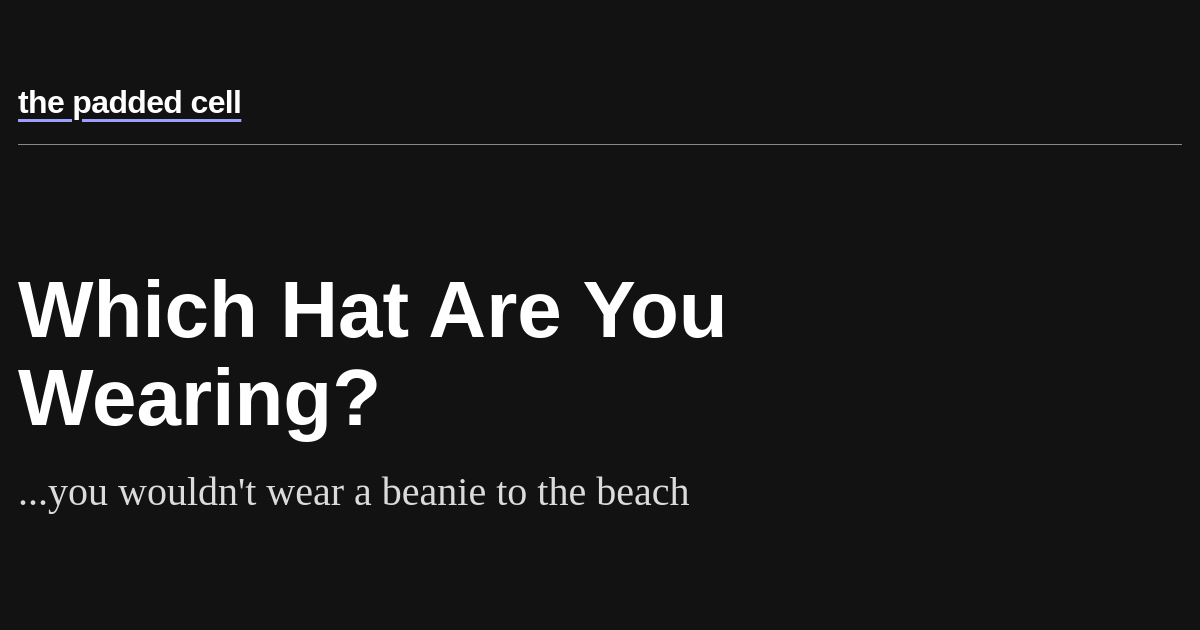 the padded cell
Which Hat Are You
Wearing?
...you wouldn't wear a beanie to the beach